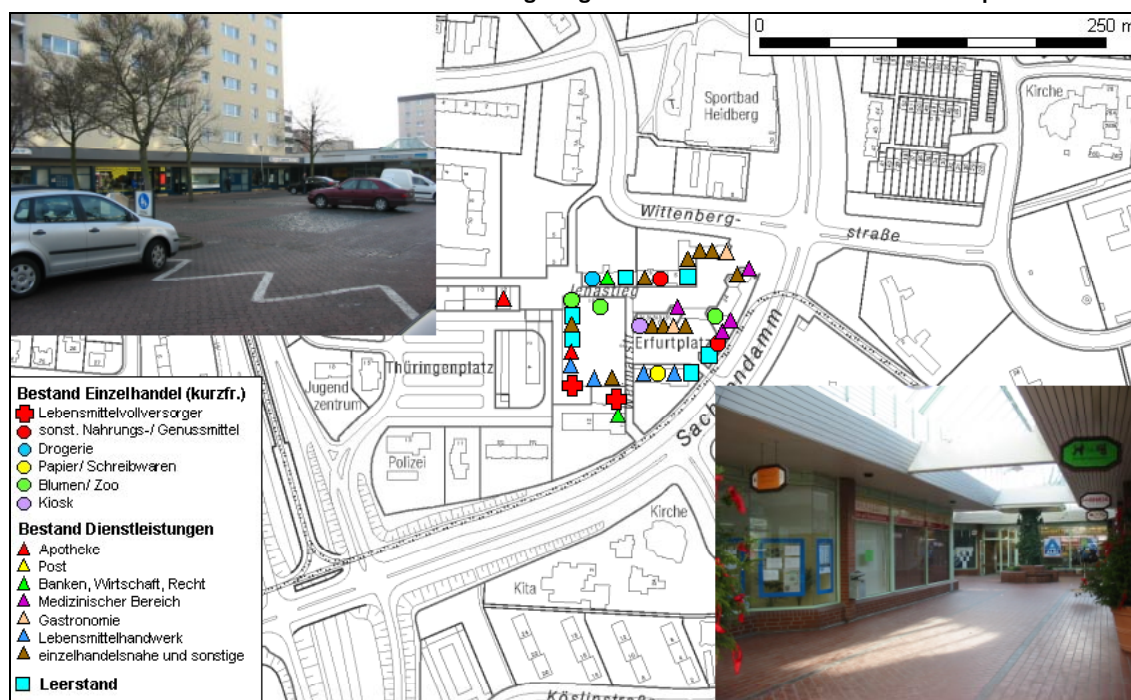 0 250 m
Sportbad
Heidberg
Kirche
Wittenberg-
straße
Jenastieg
Erfurtplatz
Thüringenplatz
Jugend
zentrum
Polizei
Kirche
Kita
Bestand Einzelhandel (kurzfr.)
Lebensmittelvollversorger
sonst. Nahrungs-/ Genussmittel
Drogerie
Papier/ Schreibwaren
Blumen/ Zoo
Kiosk
Bestand Dienstleistungen
Apotheke
Post
Banken, Wirtschaft, Recht
Medizinischer Bereich
Gastronomie
Lebensmittelhandwerk
einzelhandelsnahe und sonstige
Leerstand